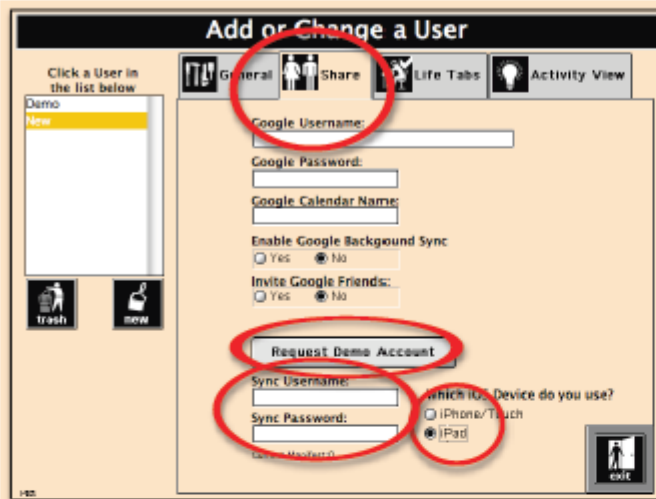 Add or Change a User
Click a User in
the list below
Demo
New
trash
new
General
Share
Life Tabs
Activity View
Google Username:
Google Password:
Google Calendar Name:
Enable Google Background Sync
Yes No
Invite Google Friends:
Yes No
Request Demo Account
Sync Username:
Sync Password:
Which iOS Device do you use?
iPhone/Touch
iPad
exit